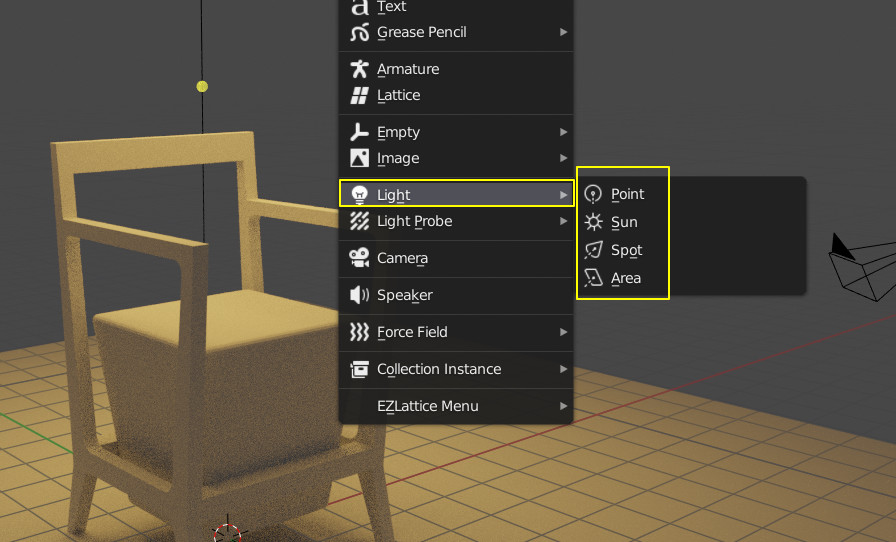 Text
Grease Pencil
Armature
Lattice
Empty
Image
Light
Light Probe
Camera
Speaker
Force Field
Collection Instance
EZLattice Menu
Point
Sun
Spot
Area